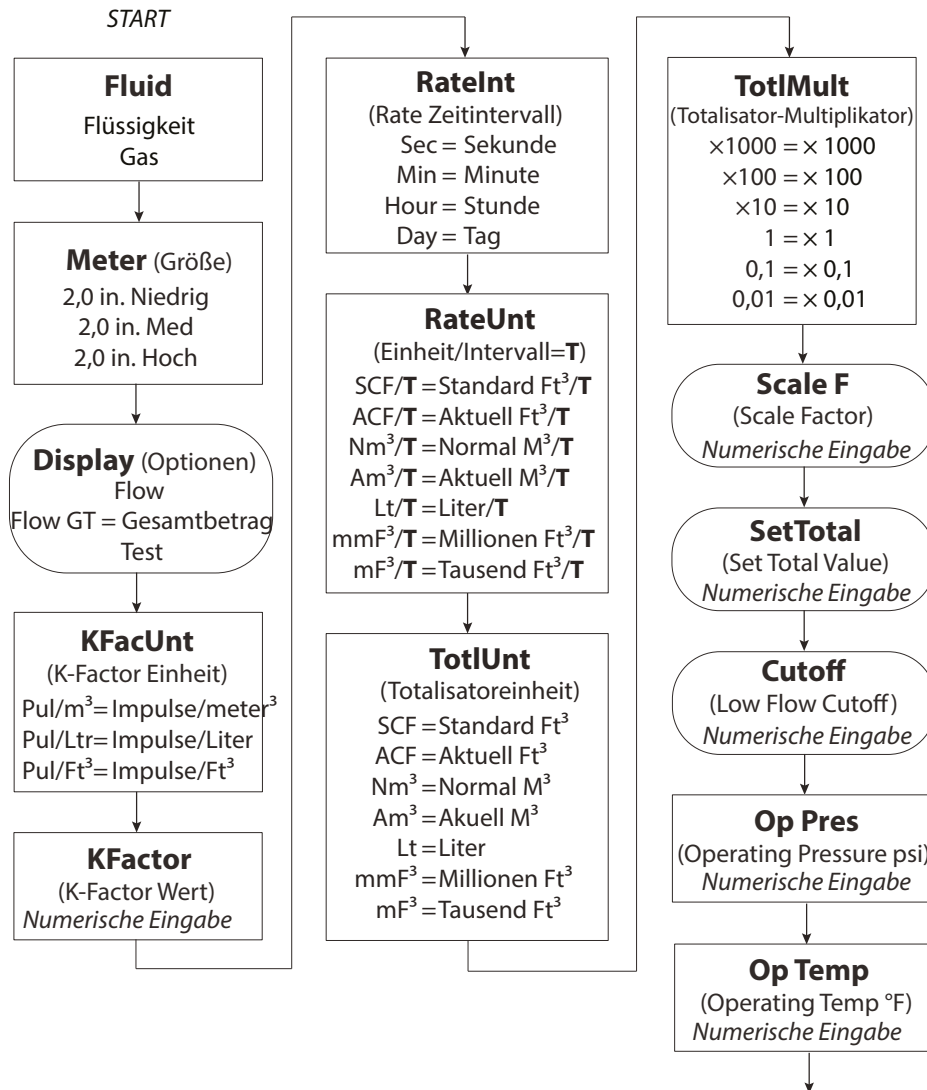 START
Fluid
Flüssigkeit
Gas
Meter (Größe)
2,0 in. Niedrig
2,0 in. Med
2,0 in. Hoch
Display (Optionen)
Flow
Flow GT = Gesamtbetrag
Test
KFacUnt
(K-Factor Einheit)
Pul/m³=Impulse/meter³
Pul/Ltr=Impulse/Liter
Pul/Ft³=Impulse/Ft³
KFactor
(K-Factor Wert)
Numerische Eingabe
RateInt
(Rate Zeitintervall)
Sec = Sekunde
Min = Minute
Hour = Stunde
Day = Tag
RateUnt
(Einheit/Intervall=T)
SCF/T = Standard Ft³/T
ACF/T = Aktuell Ft³/T
Nm³/T = Normal M³/T
Am³/T = Aktuell M³/T
Lt/T = Liter/T
mmF³/T = Millionen Ft³/T
mF³/T = Tausend Ft³/T
TotlUnt
(Totalisatoreinheit)
SCF = Standard Ft³
ACF = Aktuell Ft³
Nm³ = Normal M³
Am³ = Akuell M³
Lt = Liter
mmF³ = Millionen Ft³
mF³ = Tausend Ft³
TotlMult
(Totalisator-Multiplikator)
×1000 = × 1000
×100 = × 100
×10 = × 10
1 = × 1
0,1 = × 0,1
0,01 = × 0,01
Scale F
(Scale Factor)
Numerische Eingabe
SetTotal
(Set Total Value)
Numerische Eingabe
Cutoff
(Low Flow Cutoff)
Numerische Eingabe
Op Pres
(Operating Pressure psi)
Numerische Eingabe
Op Temp
(Operating Temp °F)
Numerische Eingabe